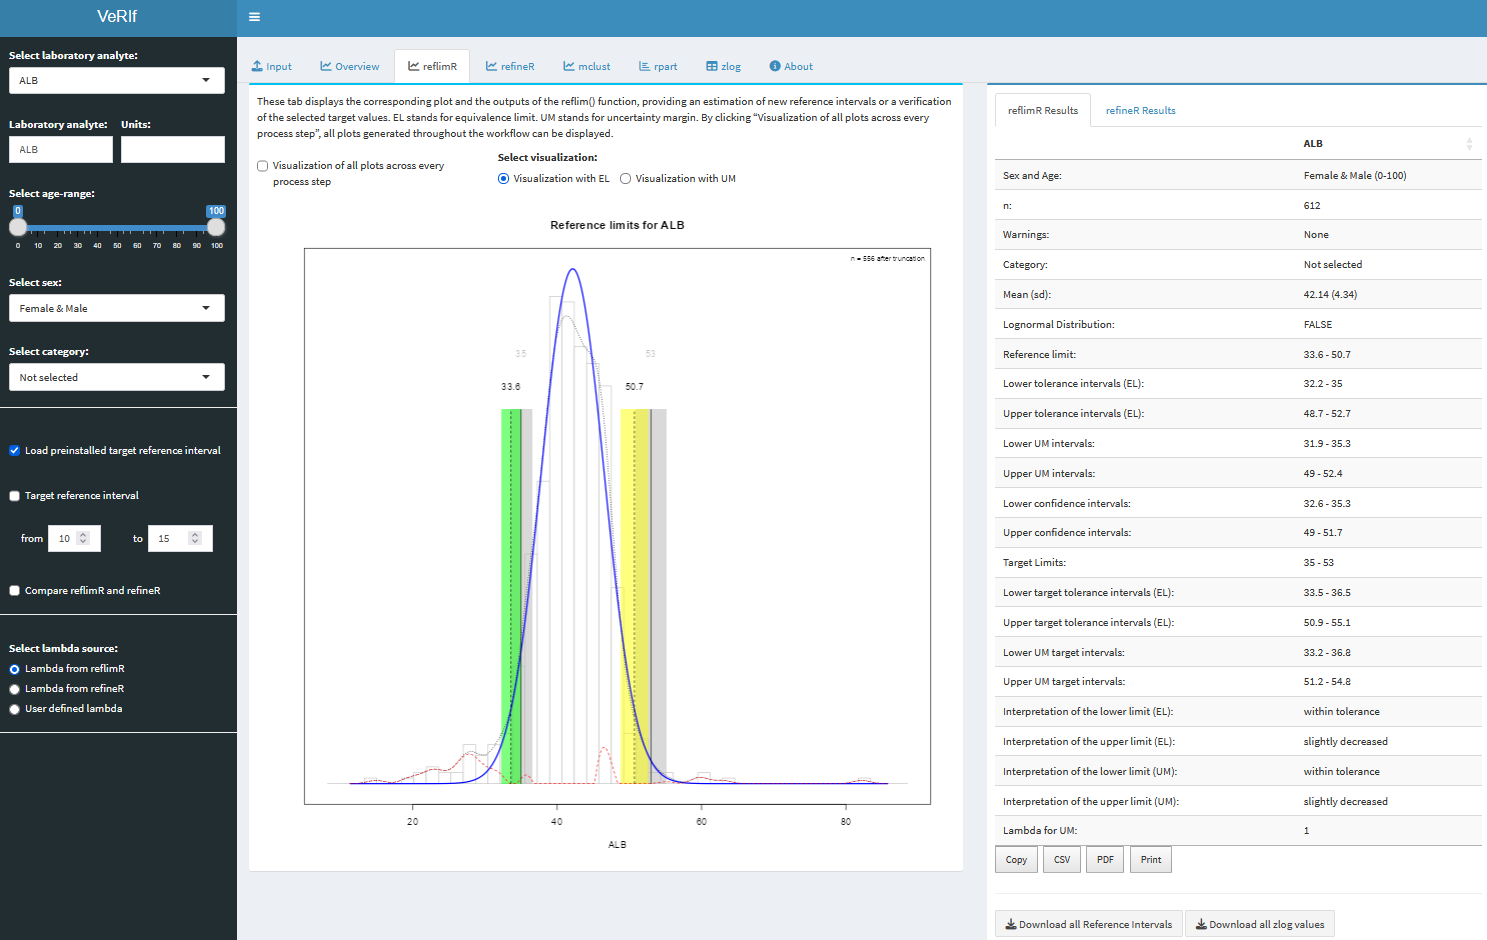 VeRIf
Select laboratory analyte:
ALB
Laboratory analyte: Units:
ALB
Select age-range:
0 100
0 10 20 30 40 50 60 70 80 90 100
Select sex:
Female & Male
Select category:
Not selected
Load preinstalled target reference interval
Target reference interval
from 10 to 15
Compare reflimR and refineR
Select lambda source:
Lambda from reflimR
Lambda from refineR
User defined lambda
Input Overview reflimR refineR mclust rpart zlog About
These tab displays the corresponding plot and the outputs of the reflim() function, providing an estimation of new reference intervals or a verification
of the selected target values. EL stands for equivalence limit. UM stands for uncertainty margin. By clicking "Visualization of all plots across every
process step", all plots generated throughout the workflow can be displayed.
Visualization of all plots across every
process step
Select visualization:
Visualization with EL Visualization with UM
Reference limits for ALB
n = 556 after truncation
35 53
33.6 50.7
20 40 60 80
ALB
reflimR Results refineR Results
ALB
Sex and Age: Female & Male (0-100)
n: 612
Warnings: None
Category: Not selected
Mean (sd): 42.14 (4.34)
Lognormal Distribution: FALSE
Reference limit: 33.6 - 50.7
Lower tolerance intervals (EL): 32.2 - 35
Upper tolerance intervals (EL): 48.7 - 52.7
Lower UM intervals: 31.9 - 35.3
Upper UM intervals: 49 - 52.4
Lower confidence intervals: 32.6 - 35.3
Upper confidence intervals: 49 - 51.7
Target Limits: 35 - 53
Lower target tolerance intervals (EL): 33.5 - 36.5
Upper target tolerance intervals (EL): 50.9 - 55.1
Lower UM target intervals: 33.2 - 36.8
Upper UM target intervals: 51.2 - 54.8
Interpretation of the lower limit (EL): within tolerance
Interpretation of the upper limit (EL): slightly decreased
Interpretation of the lower limit (UM): within tolerance
Interpretation of the upper limit (UM): slightly decreased
Lambda for UM: 1
Copy CSV PDF Print
Download all Reference Intervals Download all zlog values